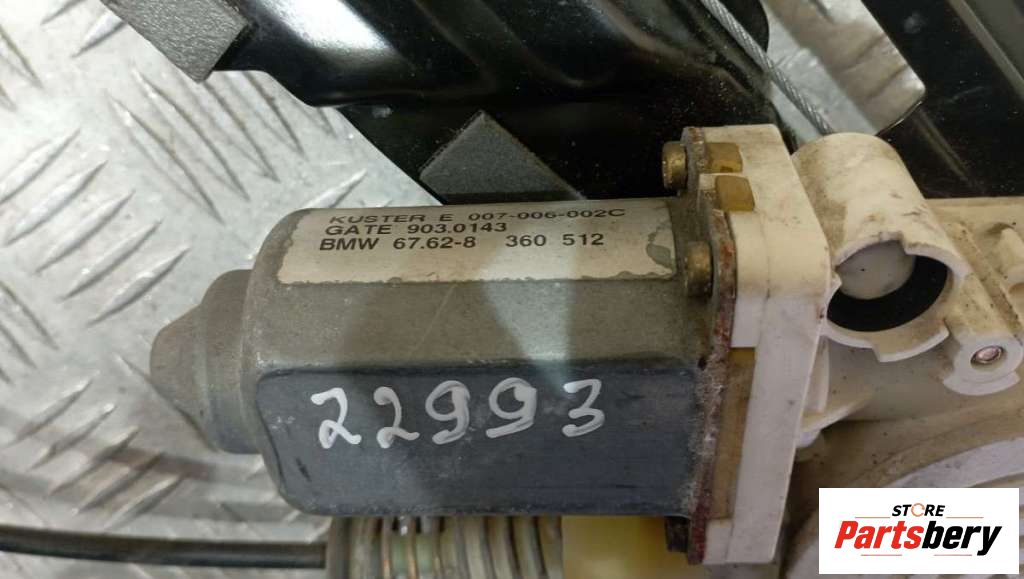 KUSTER E 007-006-002C
GATE 903.0143
BMW 67.62-8 360 512
22993
STORE
Partsbery